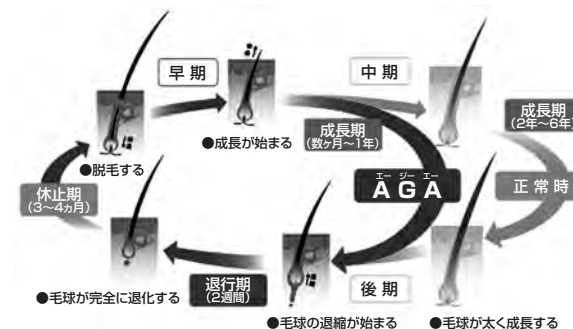 早期
中期
●成長が始まる
●脱毛する
成長期
(数ヶ月〜1年)
成長期
(2年〜6年)
エー ジー エー
AGA
正常時
休止期
(3〜4ヵ月)
●毛球が完全に退化する
退行期
(2週間)
後期
●毛球の退縮が始まる
●毛球が太く成長する